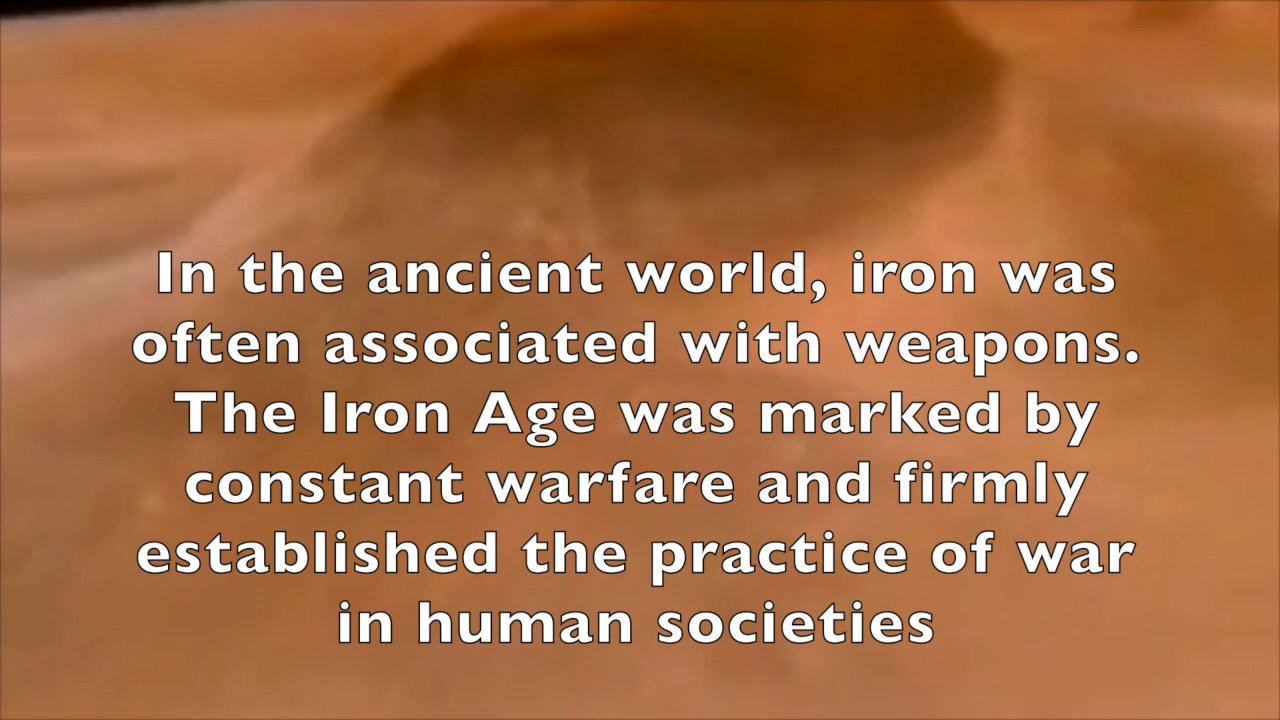 In the ancient world, iron was
often associated with weapons.
The Iron Age was marked by
constant warfare and firmly
established the practice of war
in human societies